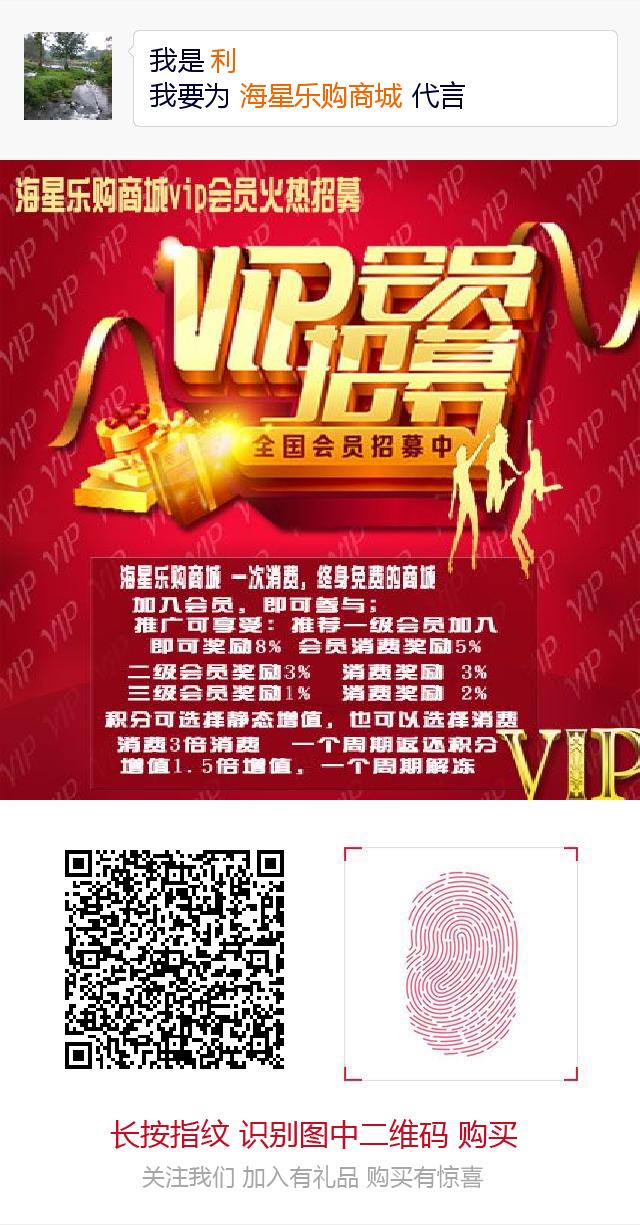 我是 利
我要为 海星乐购商城 代言
海星乐购商城vip会员火热招募
VIP会员
招募
全国会员招募中
海星乐购商城 一次消费，终身免费的商城
加入会员，即可参与；
推广可享受：推荐一级会员加入
即可奖励8% 会员消费奖励5%
二级会员奖励3% 消费奖励 3%
三级会员奖励1% 消费奖励 2%
积分可选择静态增值，也可以选择消费
消费3倍消费 一个周期返还积分
增值1.5倍增值，一个周期解冻
VIP
长按指纹 识别图中二维码 购买
关注我们 加入有礼品 购买有惊喜